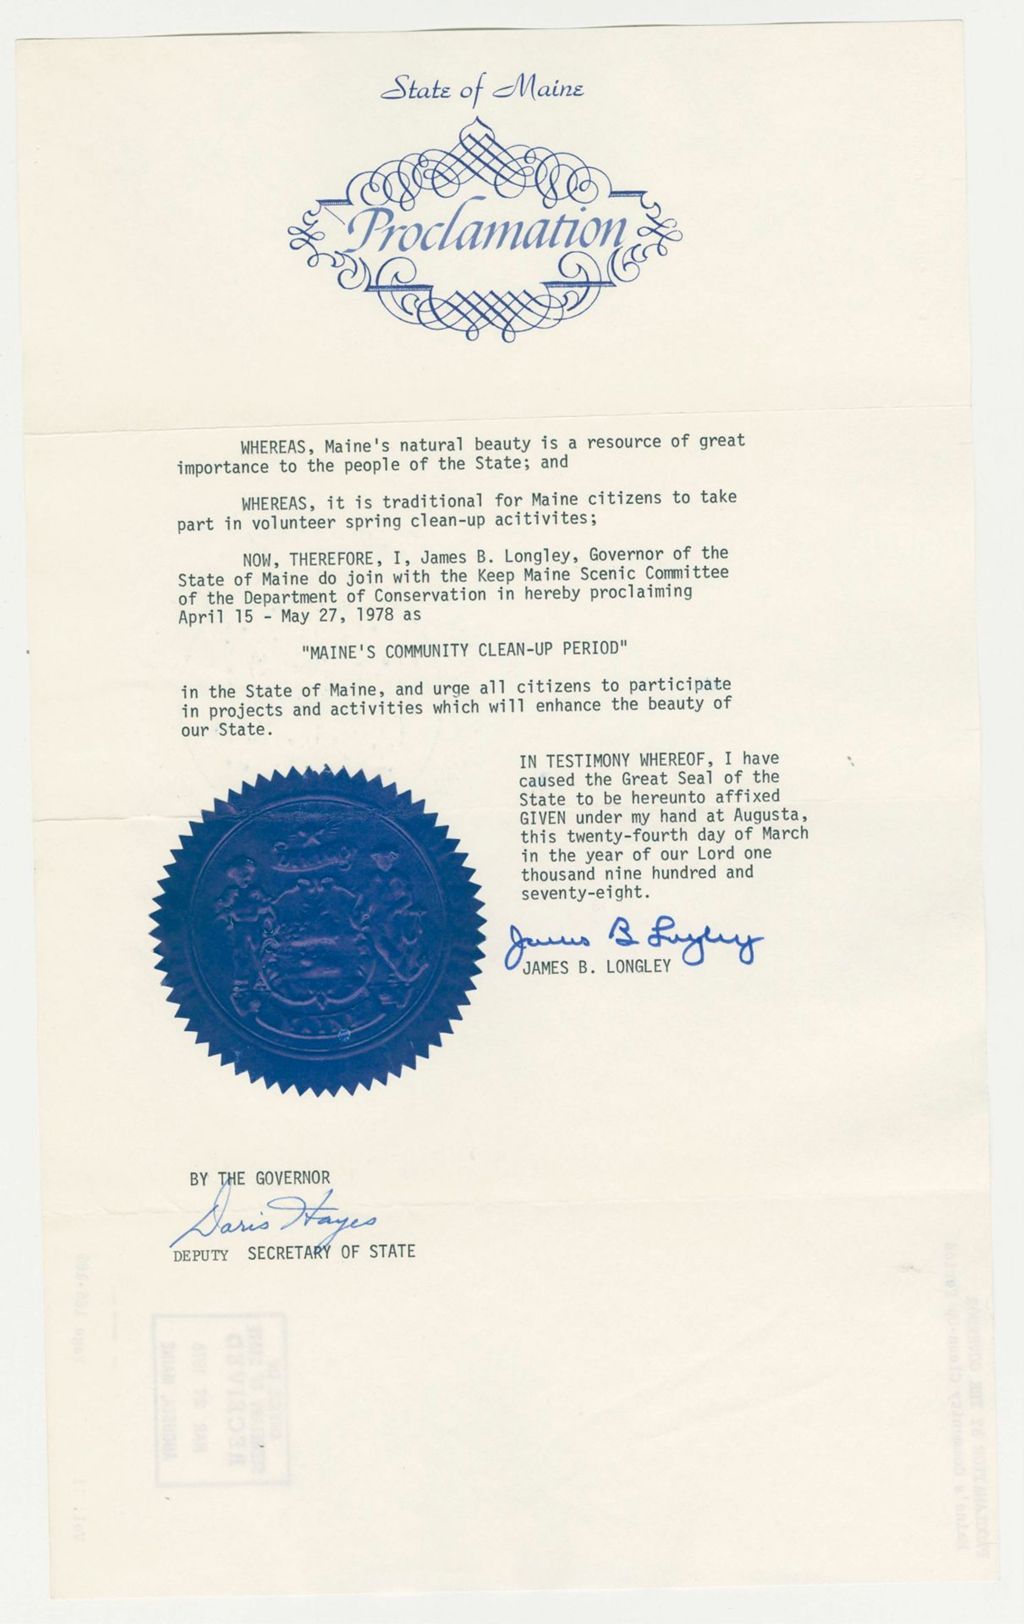 State of Maine
Proclamation
WHEREAS, Maine's natural beauty is a resource of great
importance to the people of the State; and
WHEREAS, it is traditional for Maine citizens to take
part in volunteer spring clean-up acitivites;
NOW, THEREFORE, I, James B. Longley, Governor of the
State of Maine do join with the Keep Maine Scenic Committee
of the Department of Conservation in hereby proclaiming
April 15 - May 27, 1978 as
"MAINE'S COMMUNITY CLEAN-UP PERIOD"
in the State of Maine, and urge all citizens to participate
in projects and activities which will enhance the beauty of
our State.
IN TESTIMONY WHEREOF, I have
caused the Great Seal of the
State to be hereunto affixed
GIVEN under my hand at Augusta,
this twenty-fourth day of March
in the year of our Lord one
thousand nine hundred and
seventy-eight.
James B. Longley
JAMES B. LONGLEY
BY THE GOVERNOR
Doris Hayes
DEPUTY SECRETARY OF STATE